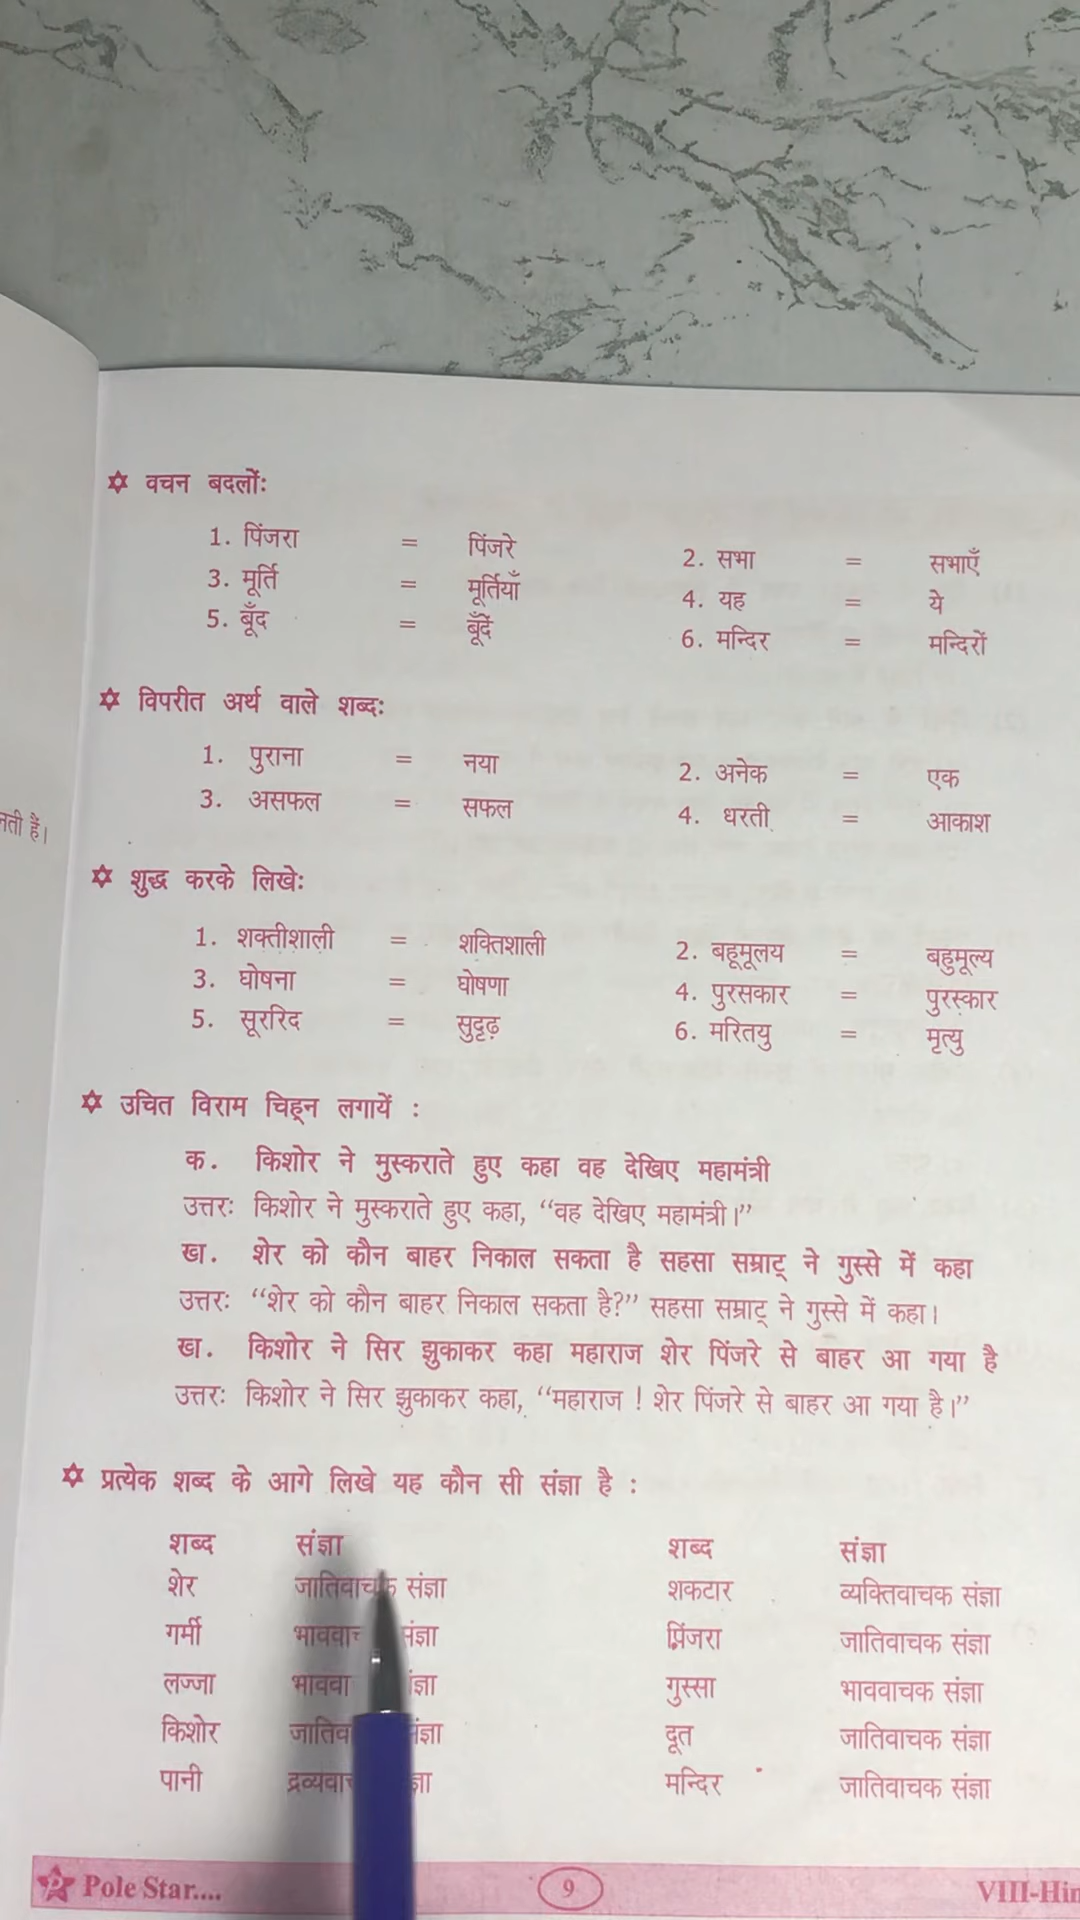 ✡ वचन बदलों:
1. पिंजरा = पिंजरे 2. सभा = सभाएँ
3. मूर्ति = मूर्तियाँ 4. यह = ये
5. बूँद = बूँदें 6. मन्दिर = मन्दिरों
✡ विपरीत अर्थ वाले शब्द:
1. पुराना = नया 2. अनेक = एक
3. असफल = सफल 4. धरती = आकाश
नती है।
✡ शुद्ध करके लिखे:
1. शक्तीशाली = शक्तिशाली 2. बहूमूलय = बहुमूल्य
3. घोषना = घोषणा 4. पुरसकार = पुरस्कार
5. सूररिद = सुदृढ़ 6. मरितयु = मृत्यु
✡ उचित विराम चिह्न लगायें :
क. किशोर ने मुस्कराते हुए कहा वह देखिए महामंत्री
उत्तर: किशोर ने मुस्कराते हुए कहा, “वह देखिए महामंत्री।”
खा. शेर को कौन बाहर निकाल सकता है सहसा सम्राट् ने गुस्से में कहा
उत्तर: “शेर को कौन बाहर निकाल सकता है?” सहसा सम्राट् ने गुस्से में कहा।
खा. किशोर ने सिर झुकाकर कहा महाराज शेर पिंजरे से बाहर आ गया है
उत्तर: किशोर ने सिर झुकाकर कहा, “महाराज ! शेर पिंजरे से बाहर आ गया है।”
✡ प्रत्येक शब्द के आगे लिखे यह कौन सी संज्ञा है :
शब्द संज्ञा शब्द संज्ञा
शेर जातिवाचक संज्ञा शकटार व्यक्तिवाचक संज्ञा
गर्मी पिंजरा जातिवाचक संज्ञा
लज्जा गुस्सा भाववाचक संज्ञा
किशोर दूत जातिवाचक संज्ञा
पानी मन्दिर जातिवाचक संज्ञा
Pole Star.... 9 VIII-Hin